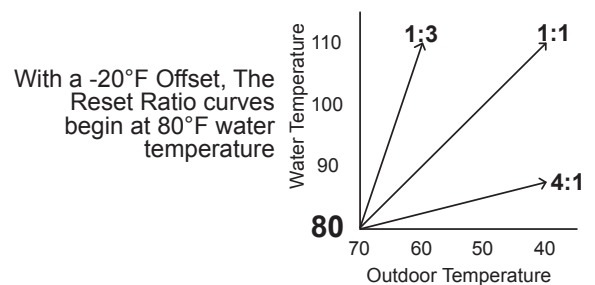 With a -20°F Offset, The
Reset Ratio curves
begin at 80°F water
temperature
Water Temperature
110
100
90
80
1:3
1:1
4:1
70 60 50 40
Outdoor Temperature